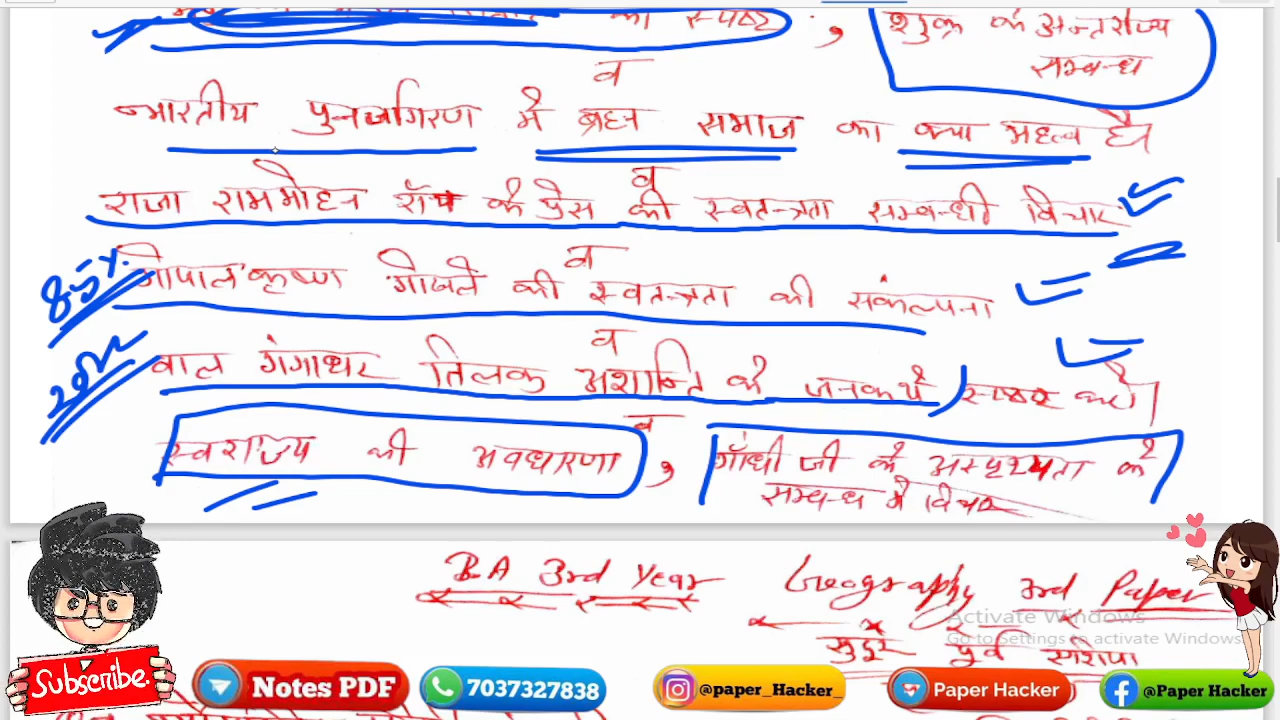 को स्पष्ट , शुक्र के अन्तर्राज्य
सम्बन्ध
व
भारतीय पुनर्जागरण में ब्रह्म समाज का क्या महत्व है।
व
राजा राममोहन रॉय के प्रेस की स्वतन्त्रता सम्बन्धी विचार
व
85% गोपाल कृष्ण गोखले की स्वतन्त्रता की संकल्पना
व
बाल गंगाधर तिलक अशान्ति के जनक थे स्पष्ट करो।
व
स्वराज्य की अवधारणा , गाँधी जी के अस्पृश्यता के
सम्बन्ध में विचार
B.A 3rd Year Geography 3rd Paper
सुदूर पूर्व एशिया
Activate Windows
Go to Settings to activate Windows.
Subscribe.
Notes PDF
7037327838
@paper_Hacker_
Paper Hacker
@Paper Hacker